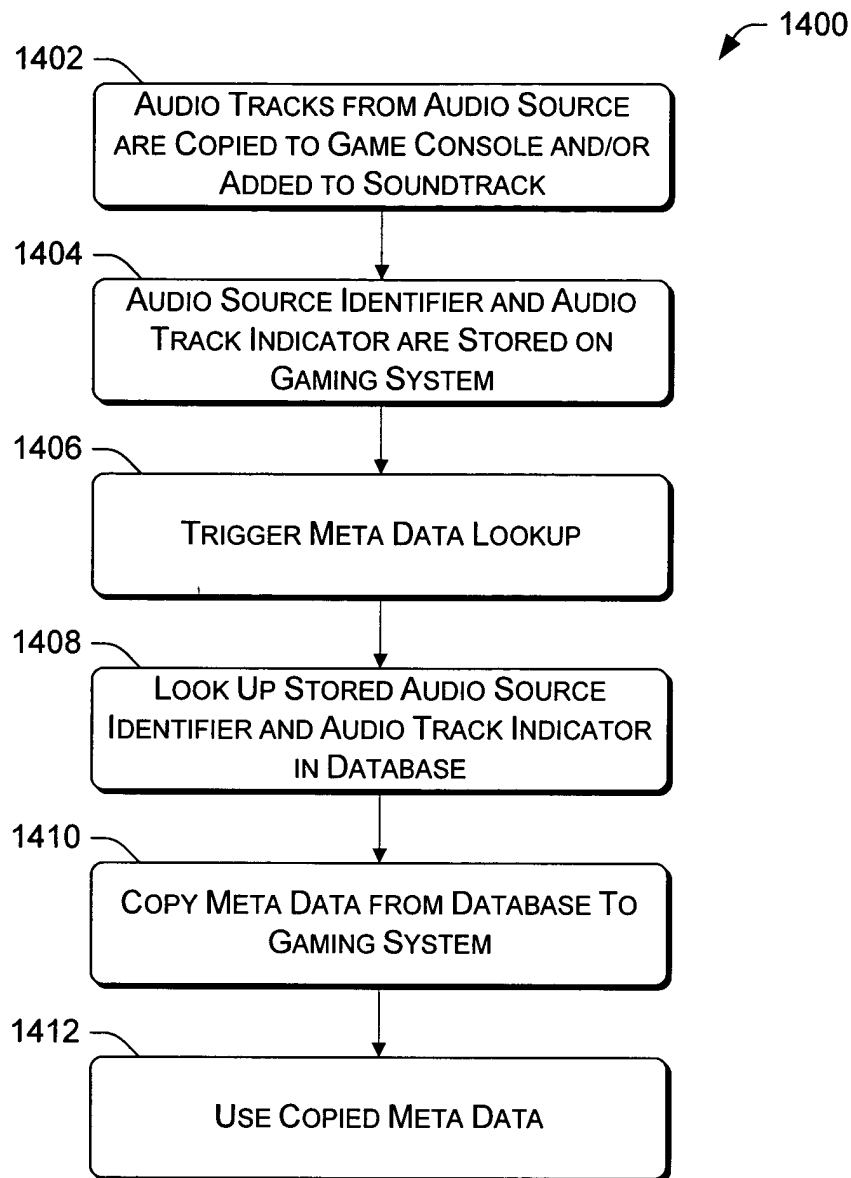 1400
1402
AUDIO TRACKS FROM AUDIO SOURCE
ARE COPIED TO GAME CONSOLE AND/OR
ADDED TO SOUNDTRACK
1404
AUDIO SOURCE IDENTIFIER AND AUDIO
TRACK INDICATOR ARE STORED ON
GAMING SYSTEM
1406
TRIGGER META DATA LOOKUP
1408
LOOK UP STORED AUDIO SOURCE
IDENTIFIER AND AUDIO TRACK INDICATOR
IN DATABASE
1410
COPY META DATA FROM DATABASE TO
GAMING SYSTEM
1412
USE COPIED META DATA